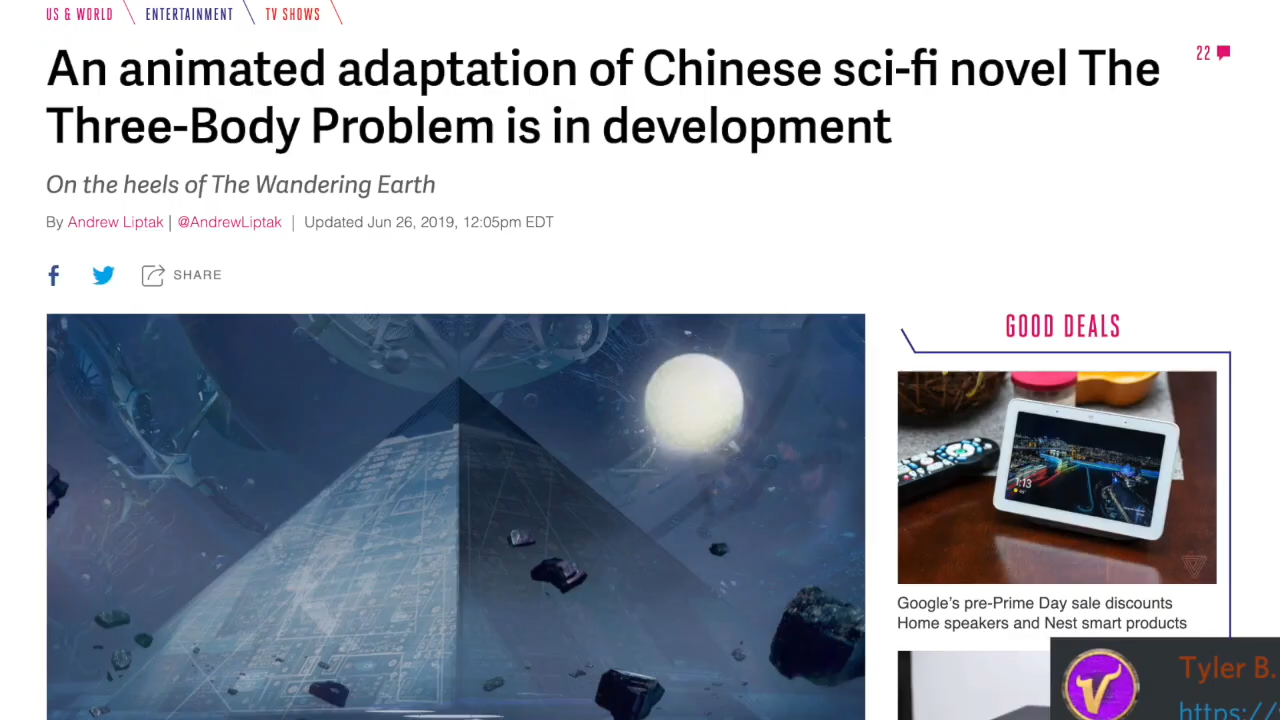 US & WORLD ENTERTAINMENT TV SHOWS
An animated adaptation of Chinese sci-fi novel The
Three-Body Problem is in development
22
On the heels of The Wandering Earth
By Andrew Liptak | @AndrewLiptak | Updated Jun 26, 2019, 12:05pm EDT
SHARE
GOOD DEALS
Google’s pre-Prime Day sale discounts
Home speakers and Nest smart products
Tyler B.
https://